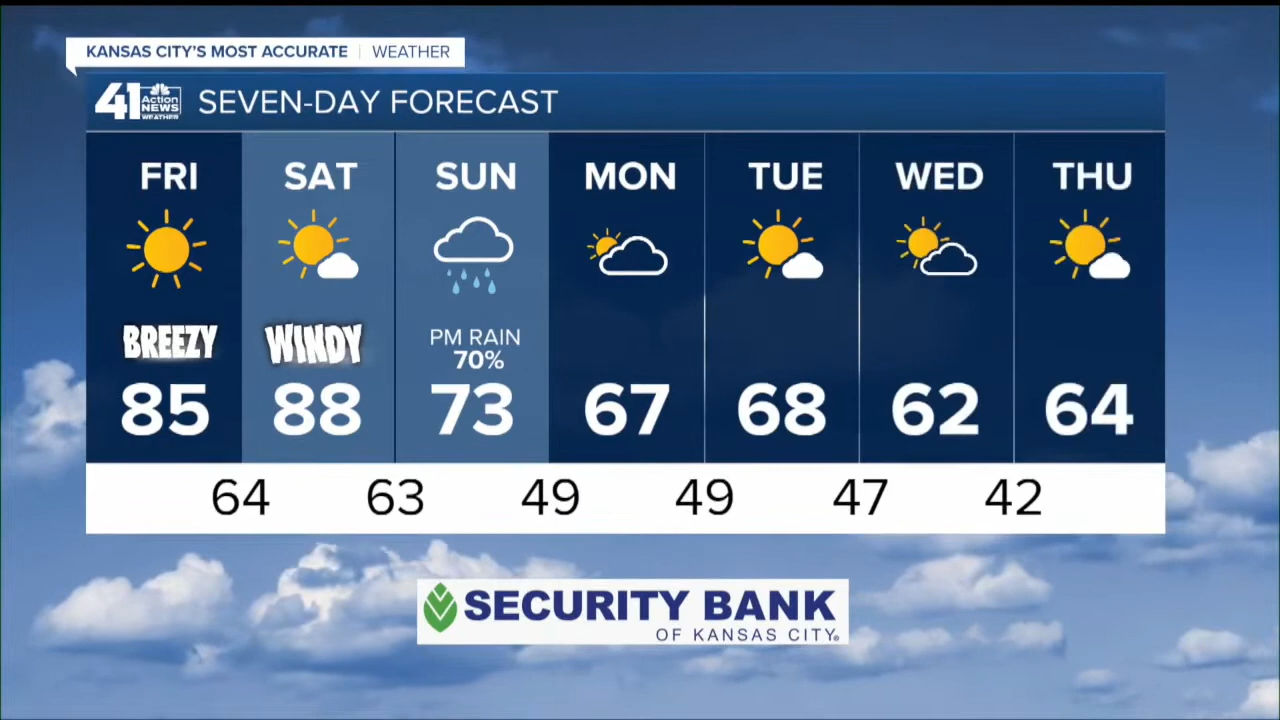 KANSAS CITY'S MOST ACCURATE | WEATHER
41 Action NEWS WEATHER
SEVEN-DAY FORECAST
FRI SAT SUN MON TUE WED THU
BREEZY WINDY PM RAIN
70%
85 88 73 67 68 62 64
64 63 49 49 47 42
SECURITY BANK
OF KANSAS CITY®